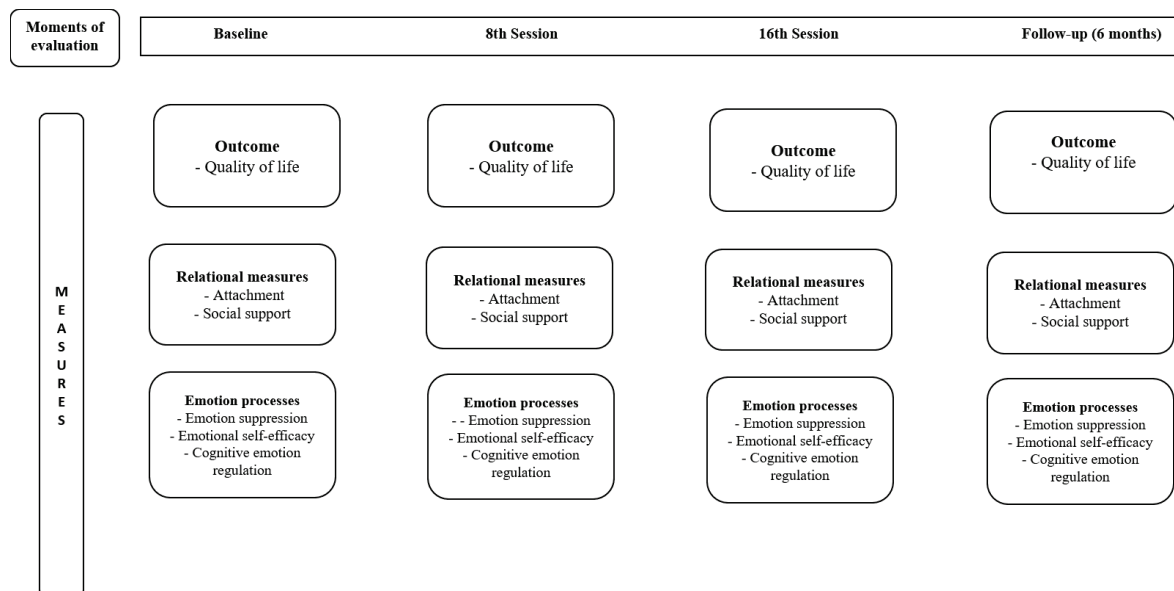 Moments of
evaluation
Baseline
8th Session
16th Session
Follow-up (6 months)
M
E
A
S
U
R
E
S
Outcome
- Quality of life
Outcome
- Quality of life
Outcome
- Quality of life
Outcome
- Quality of life
Relational measures
- Attachment
- Social support
Relational measures
- Attachment
- Social support
Relational measures
- Attachment
- Social support
Relational measures
- Attachment
- Social support
Emotion processes
- Emotion suppression
- Emotional self-efficacy
- Cognitive emotion
regulation
Emotion processes
- - Emotion suppression
- Emotional self-efficacy
- Cognitive emotion
regulation
Emotion processes
- Emotion suppression
- Emotional self-efficacy
- Cognitive emotion
regulation
Emotion processes
- Emotion suppression
- Emotional self-efficacy
- Cognitive emotion
regulation